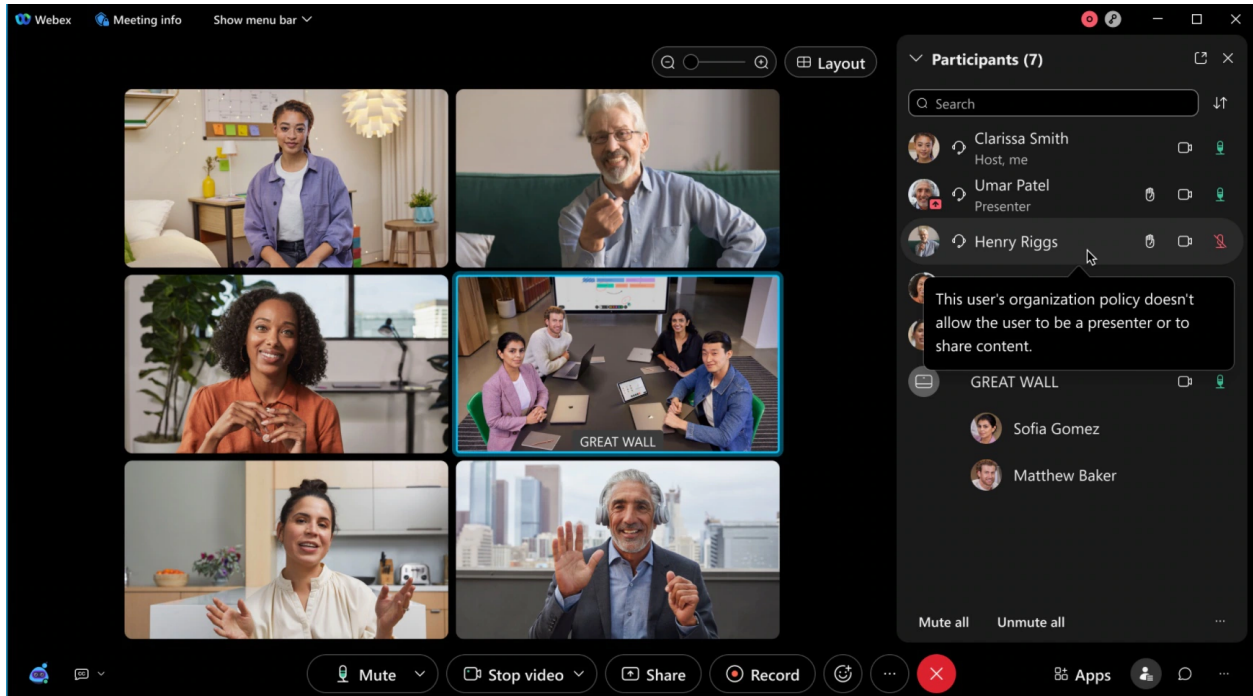 Webex
Meeting info
Show menu bar
Layout
Participants (7)
Search
Clarissa Smith
Host, me
Umar Patel
Presenter
Henry Riggs
This user's organization policy doesn't
allow the user to be a presenter or to
share content.
GREAT WALL
Sofia Gomez
Matthew Baker
GREAT WALL
Mute all
Unmute all
CC
Mute
Stop video
Share
Record
Apps